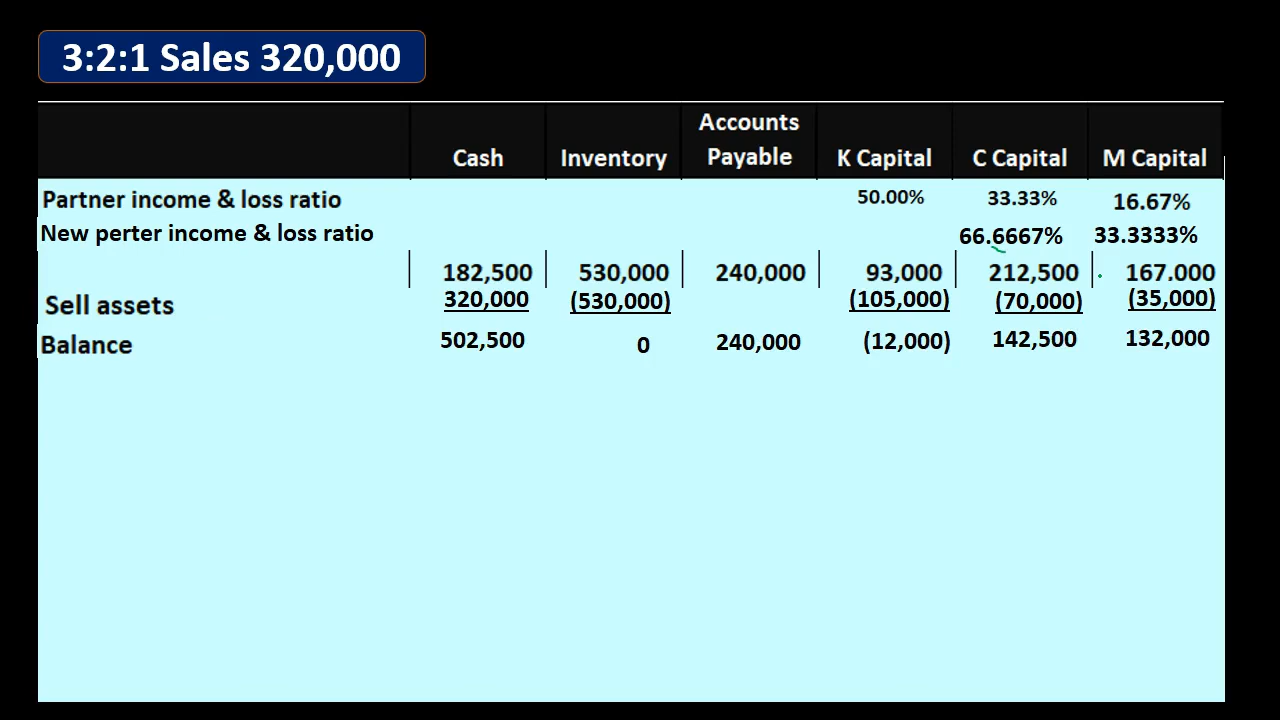 3:2:1 Sales 320,000
Cash Inventory Accounts Payable K Capital C Capital M Capital
Partner income & loss ratio 50.00% 33.33% 16.67%
New perter income & loss ratio 66.6667% 33.3333%
182,500 530,000 240,000 93,000 212,500 167.000
Sell assets 320,000 (530,000) (105,000) (70,000) (35,000)
Balance 502,500 0 240,000 (12,000) 142,500 132,000